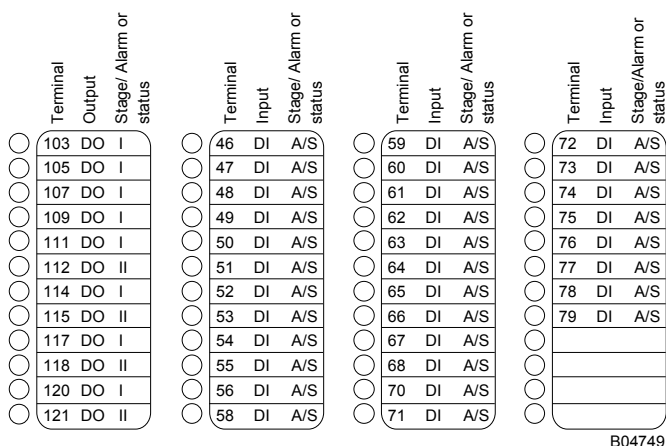 Terminal Output Stage/ Alarm or status
103 DO I
105 DO I
107 DO I
109 DO I
111 DO I
112 DO II
114 DO I
115 DO II
117 DO I
118 DO II
120 DO I
121 DO II
Terminal Input Stage/ Alarm or status
46 DI A/S
47 DI A/S
48 DI A/S
49 DI A/S
50 DI A/S
51 DI A/S
52 DI A/S
53 DI A/S
54 DI A/S
55 DI A/S
56 DI A/S
58 DI A/S
Terminal Input Stage/ Alarm or status
59 DI A/S
60 DI A/S
61 DI A/S
62 DI A/S
63 DI A/S
64 DI A/S
65 DI A/S
66 DI A/S
67 DI A/S
68 DI A/S
70 DI A/S
71 DI A/S
Terminal Input Stage/Alarm or status
72 DI A/S
73 DI A/S
74 DI A/S
75 DI A/S
76 DI A/S
77 DI A/S
78 DI A/S
79 DI A/S
B04749